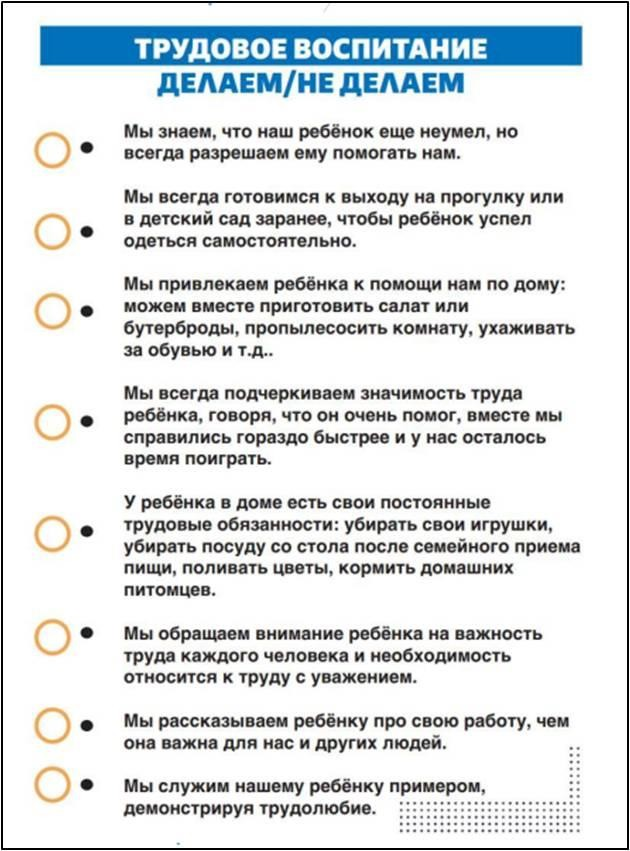 ТРУДОВОЕ ВОСПИТАНИЕ
ДЕЛАЕМ/НЕ ДЕЛАЕМ
Мы знаем, что наш ребёнок еще неумел, но
всегда разрешаем ему помогать нам.
Мы всегда готовимся к выходу на прогулку или
в детский сад заранее, чтобы ребёнок успел
одеться самостоятельно.
Мы привлекаем ребёнка к помощи нам по дому:
можем вместе приготовить салат или
бутерброды, пропылесосить комнату, ухаживать
за обувью и т.д..
Мы всегда подчеркиваем значимость труда
ребёнка, говоря, что он очень помог, вместе мы
справились гораздо быстрее и у нас осталось
время поиграть.
У ребёнка в доме есть свои постоянные
трудовые обязанности: убирать свои игрушки,
убирать посуду со стола после семейного приема
пищи, поливать цветы, кормить домашних
питомцев.
Мы обращаем внимание ребёнка на важность
труда каждого человека и необходимость
относится к труду с уважением.
Мы рассказываем ребёнку про свою работу, чем
она важна для нас и других людей.
Мы служим нашему ребёнку примером,
демонстрируя трудолюбие.